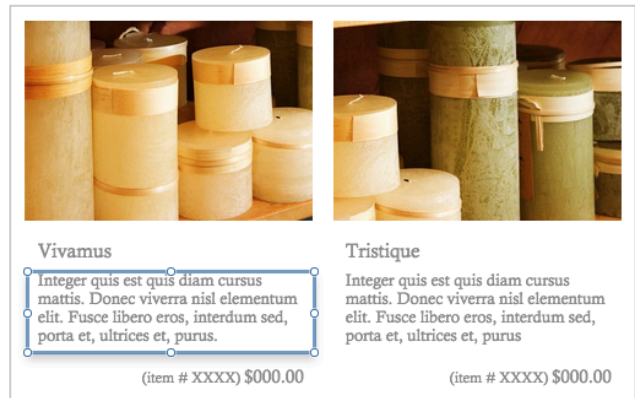 Vivamus
Integer quis est quis diam cursus
mattis. Donec viverra nisl elementum
elit. Fusce libero eros, interdum sed,
porta et, ultrices et, purus.
(item # XXXX) $000.00
Tristique
Integer quis est quis diam cursus
mattis. Donec viverra nisl elementum
elit. Fusce libero eros, interdum sed,
porta et, ultrices et, purus
(item # XXXX) $000.00